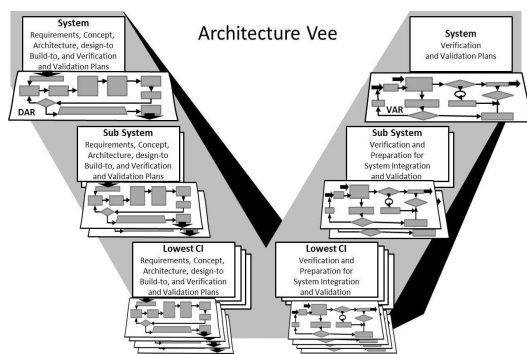 Architecture Vee
System
Requirements, Concept,
Architecture, design-to
Build-to, and Verification
and Validation Plans
DAR
Sub System
Requirements, Concept,
Architecture, design-to
Build-to, and Verification
and Validation Plans
Lowest CI
Requirements, Concept,
Architecture, design-to
Build-to, and Verification
and Validation Plans
System
Verification
and Validation Plans
VAR
Sub System
Verification and
Preparation for
System Integration
and Validation
Lowest CI
Verification and
Preparation for
System Integration
and Validation